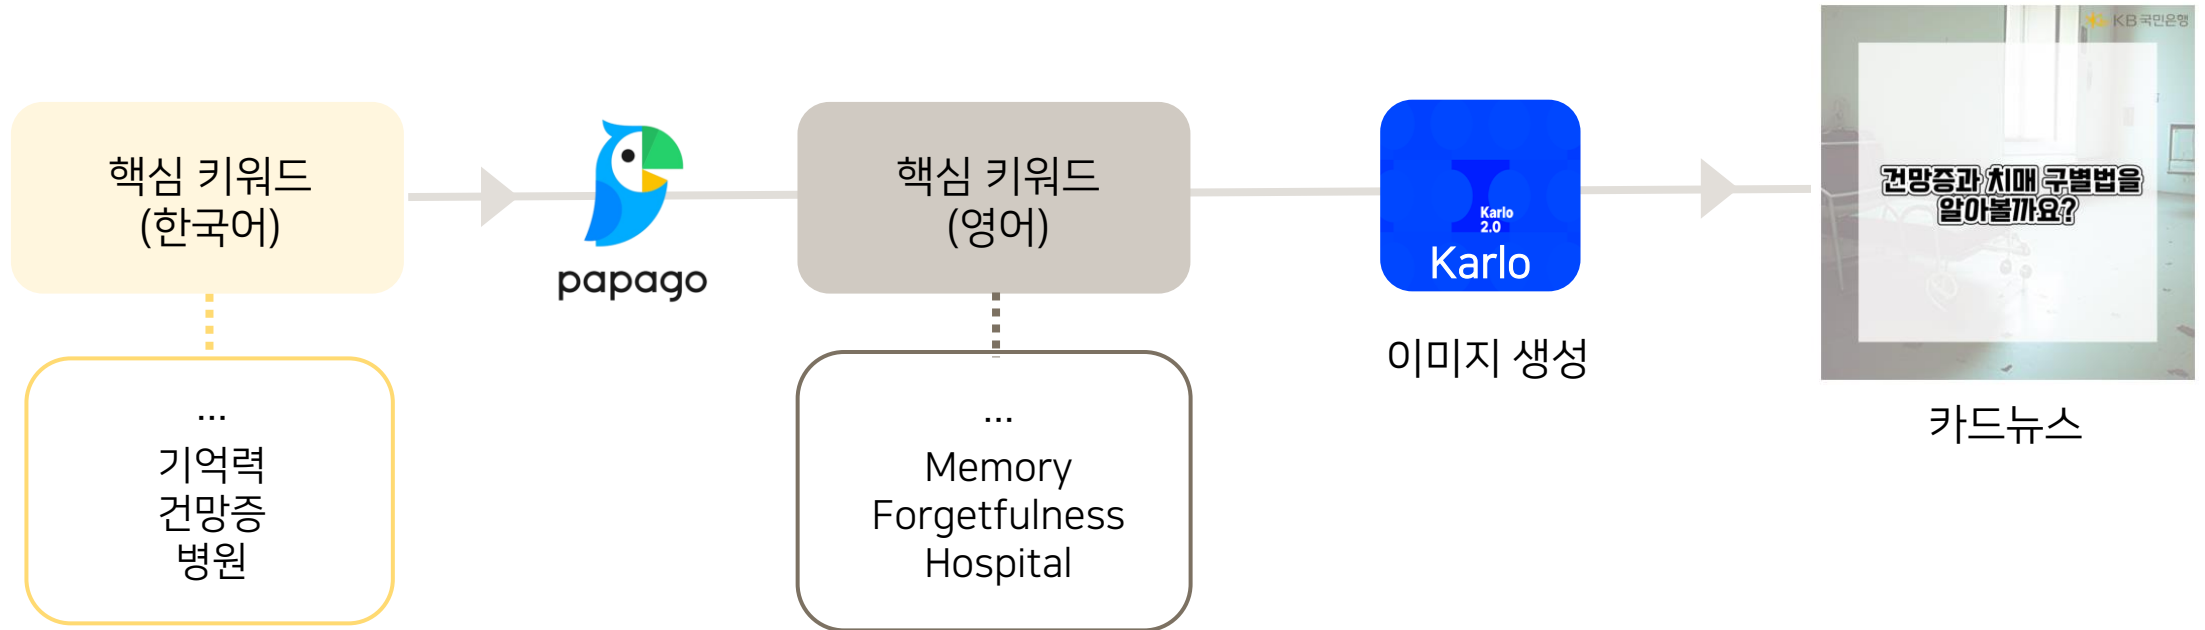 핵심 키워드
(한국어)
...
기억력
건망증
병원
papago
핵심 키워드
(영어)
...
Memory
Forgetfulness
Hospital
Karlo
2.0
Karlo
이미지 생성
KB국민은행
건망증과 치매 구별법을
알아볼까요?
카드뉴스